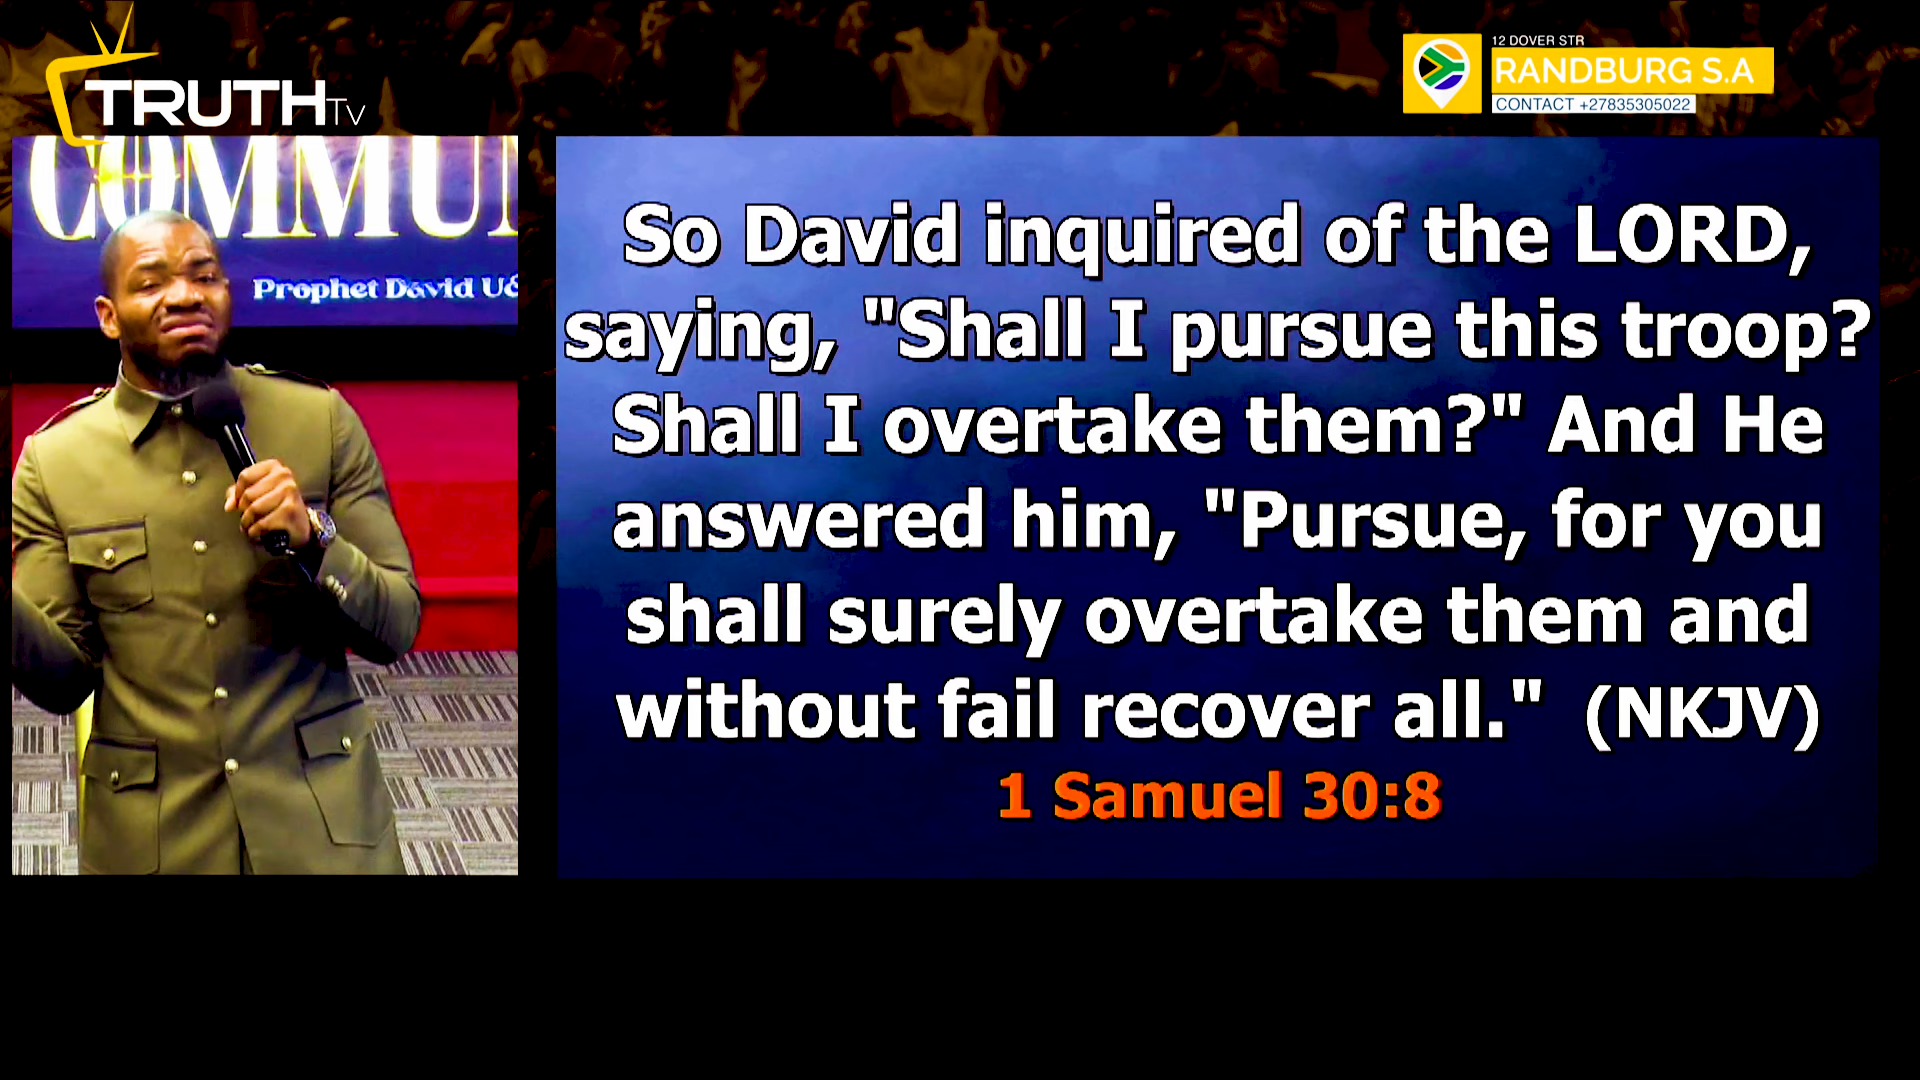 TRUTH TV
12 DOVER STR
RANDBURG S.A
CONTACT +27835305022
Prophet David
So David inquired of the LORD,
saying, "Shall I pursue this troop?
Shall I overtake them?" And He
answered him, "Pursue, for you
shall surely overtake them and
without fail recover all." (NKJV)
1 Samuel 30:8